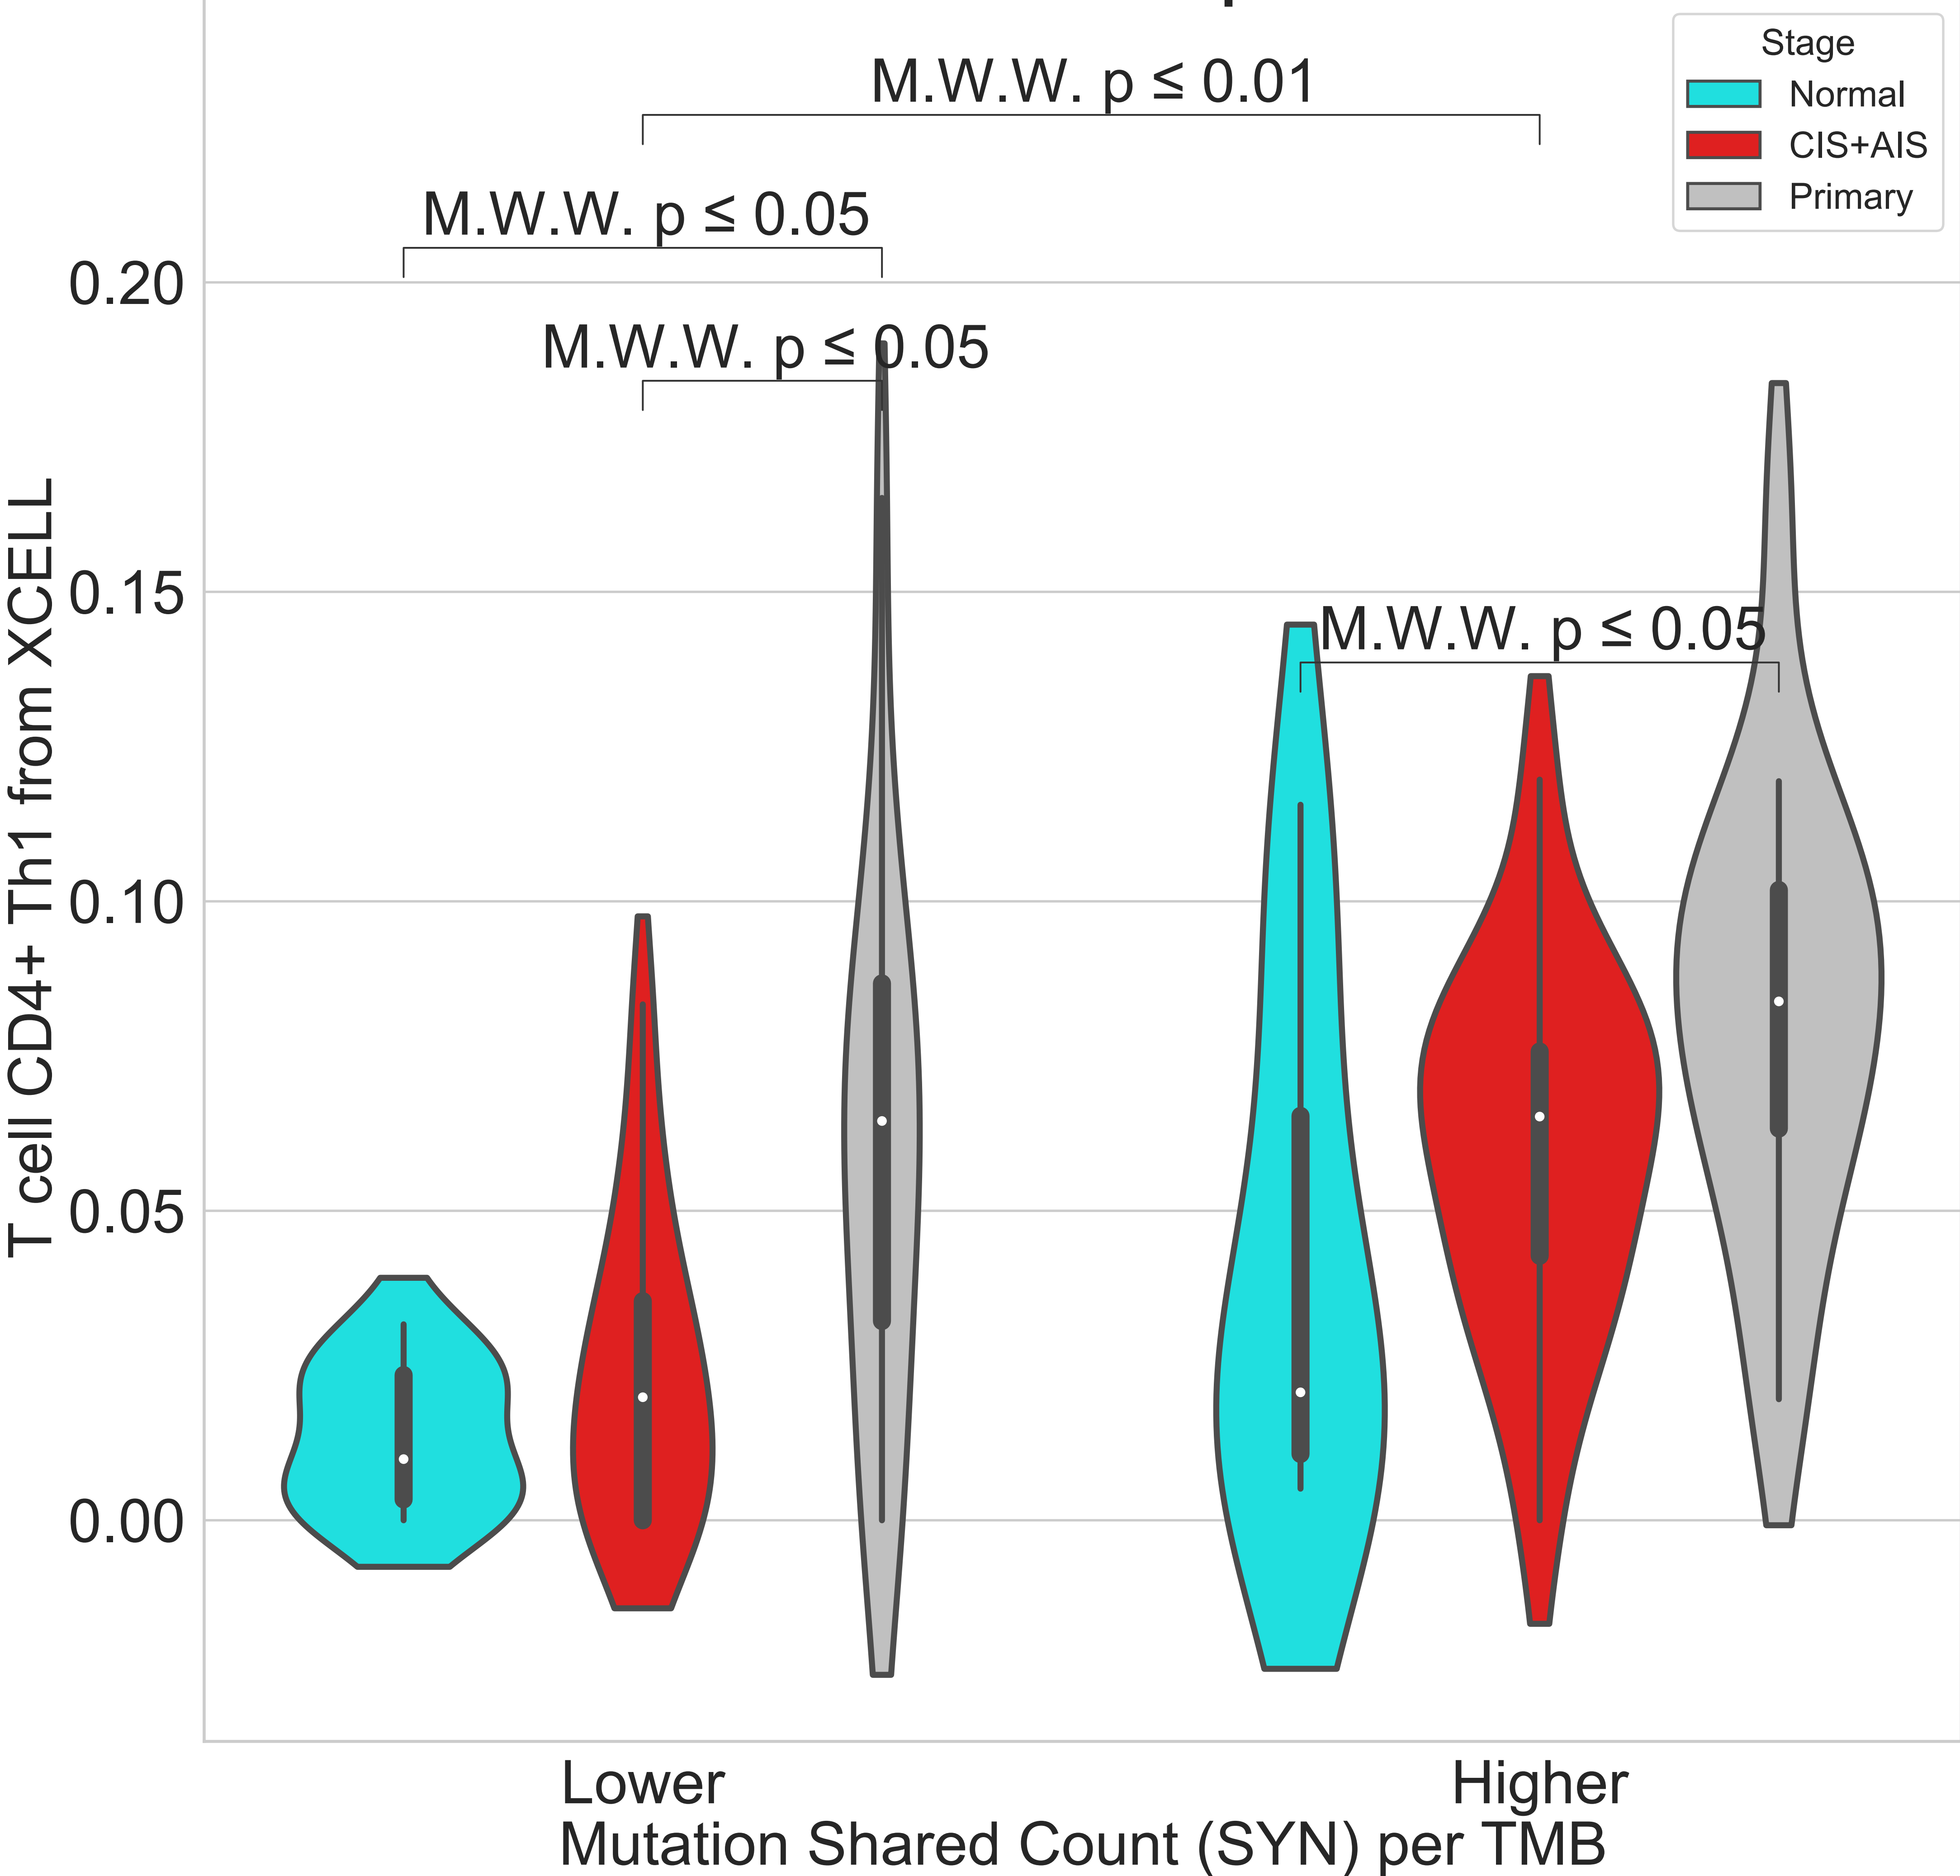 M.W.W. p ≤ 0.01
Stage
Normal
CIS+AIS
Primary
M.W.W. p ≤ 0.05
0.20
M.W.W. p ≤ 0.05
0.15
M.W.W. p ≤ 0.05
0.10
0.05
0.00
T cell CD4+ Th1 from XCELL
Lower
Higher
Mutation Shared Count (SYN) per TMB